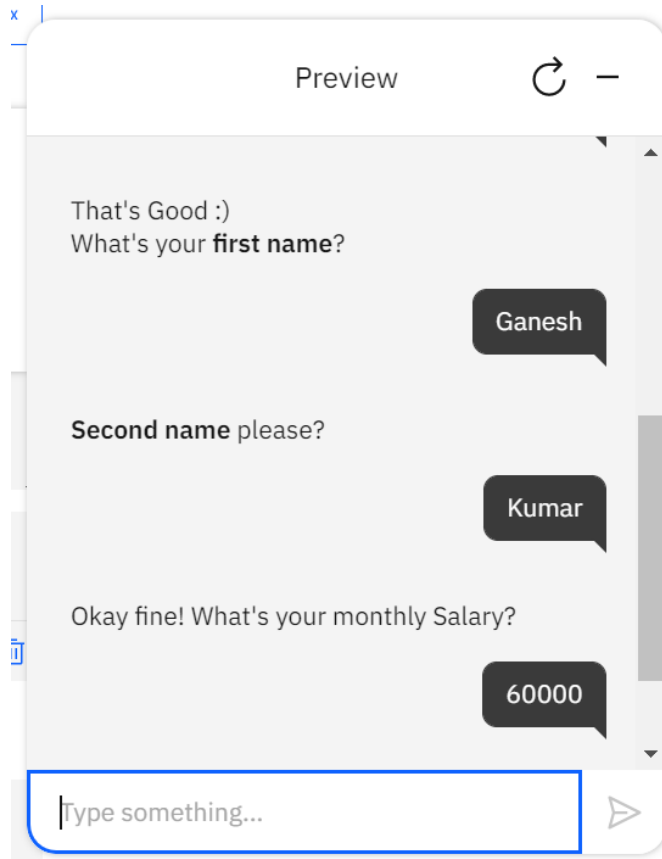 x
Preview
That's Good :)
What's your first name?
Ganesh
Second name please?
Kumar
Okay fine! What's your monthly Salary?
60000
Type something...